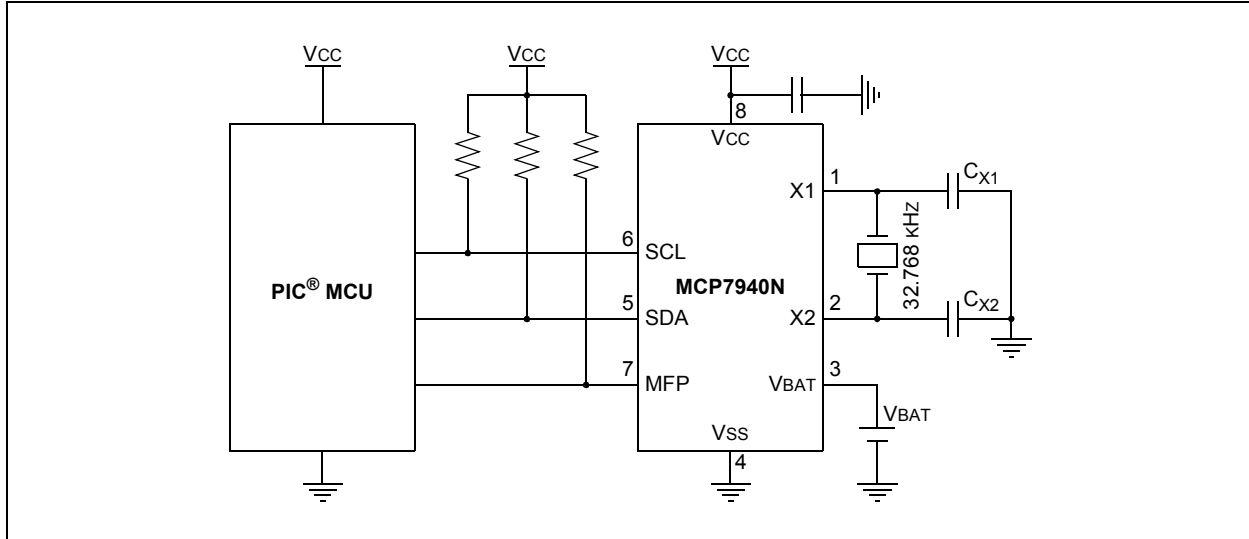 VCC
VCC
VCC
8
VCC
1
X1
CX1
6
SCL
32.768 KHZ
PIC® MCU
MCP7940N
5
SDA
2
X2
CX2
7
MFP
3
VBAT
VBAT
VSS
4